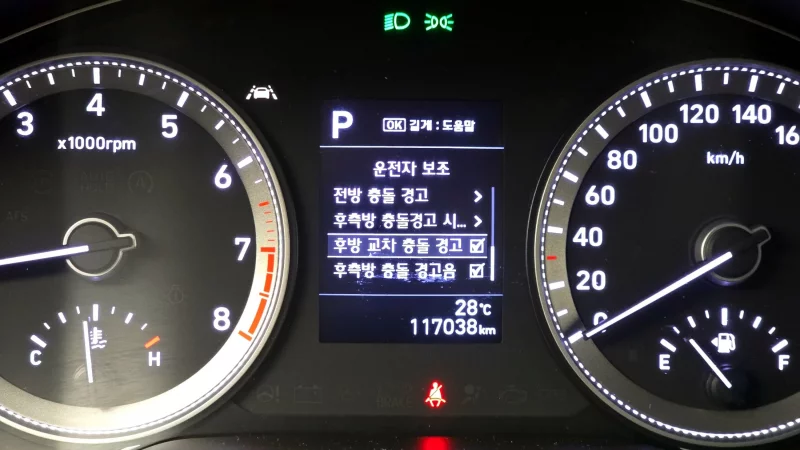 P OK 길게 : 도움말
운전자 보조
전방 충돌 경고 >
후측방 충돌경고 시... >
후방 교차 충돌 경고
후측방 충돌 경고음
28℃
117038km
3 4 5 6 7 8
x1000rpm
C H
0 20 40 60 80 100 120 140 16
km/h
E F